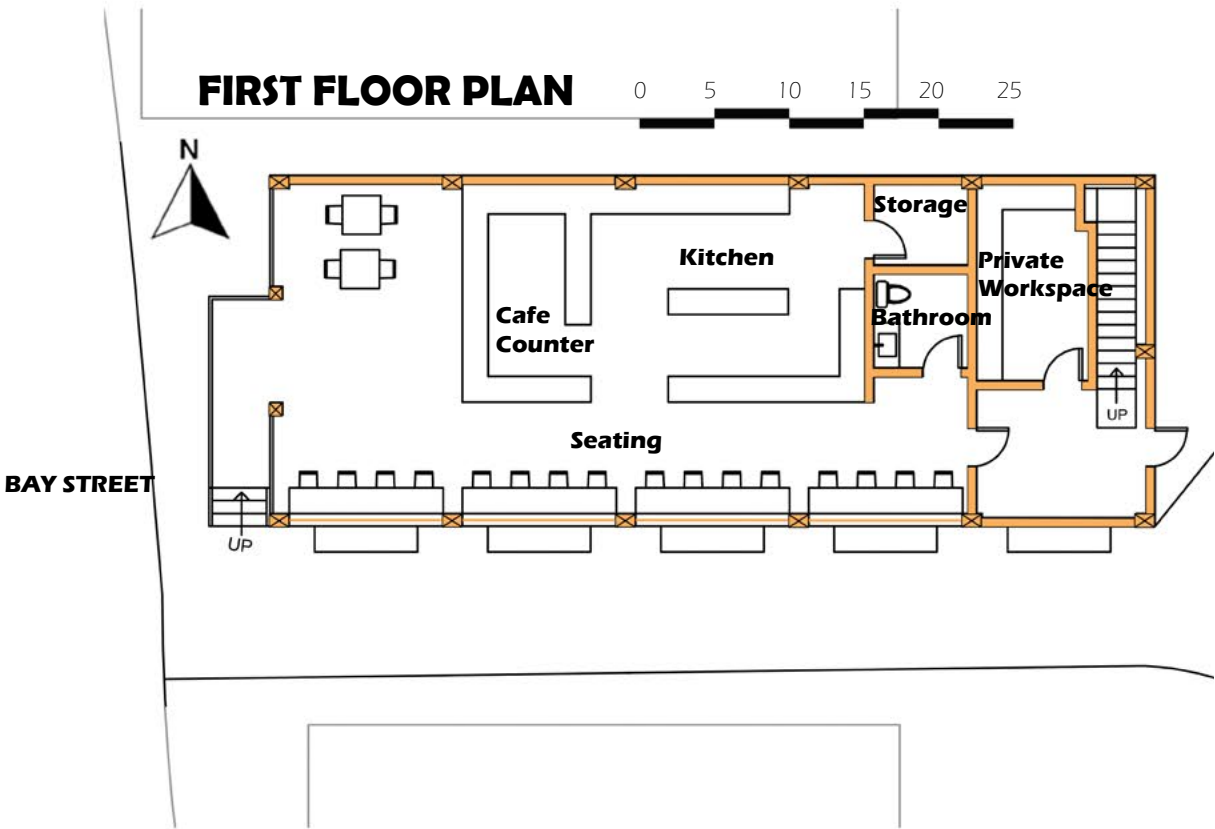 FIRST FLOOR PLAN
0 5 10 15 20 25
N
Storage
Kitchen
Private
Workspace
Cafe
Counter
Bathroom
UP
Seating
BAY STREET
UP